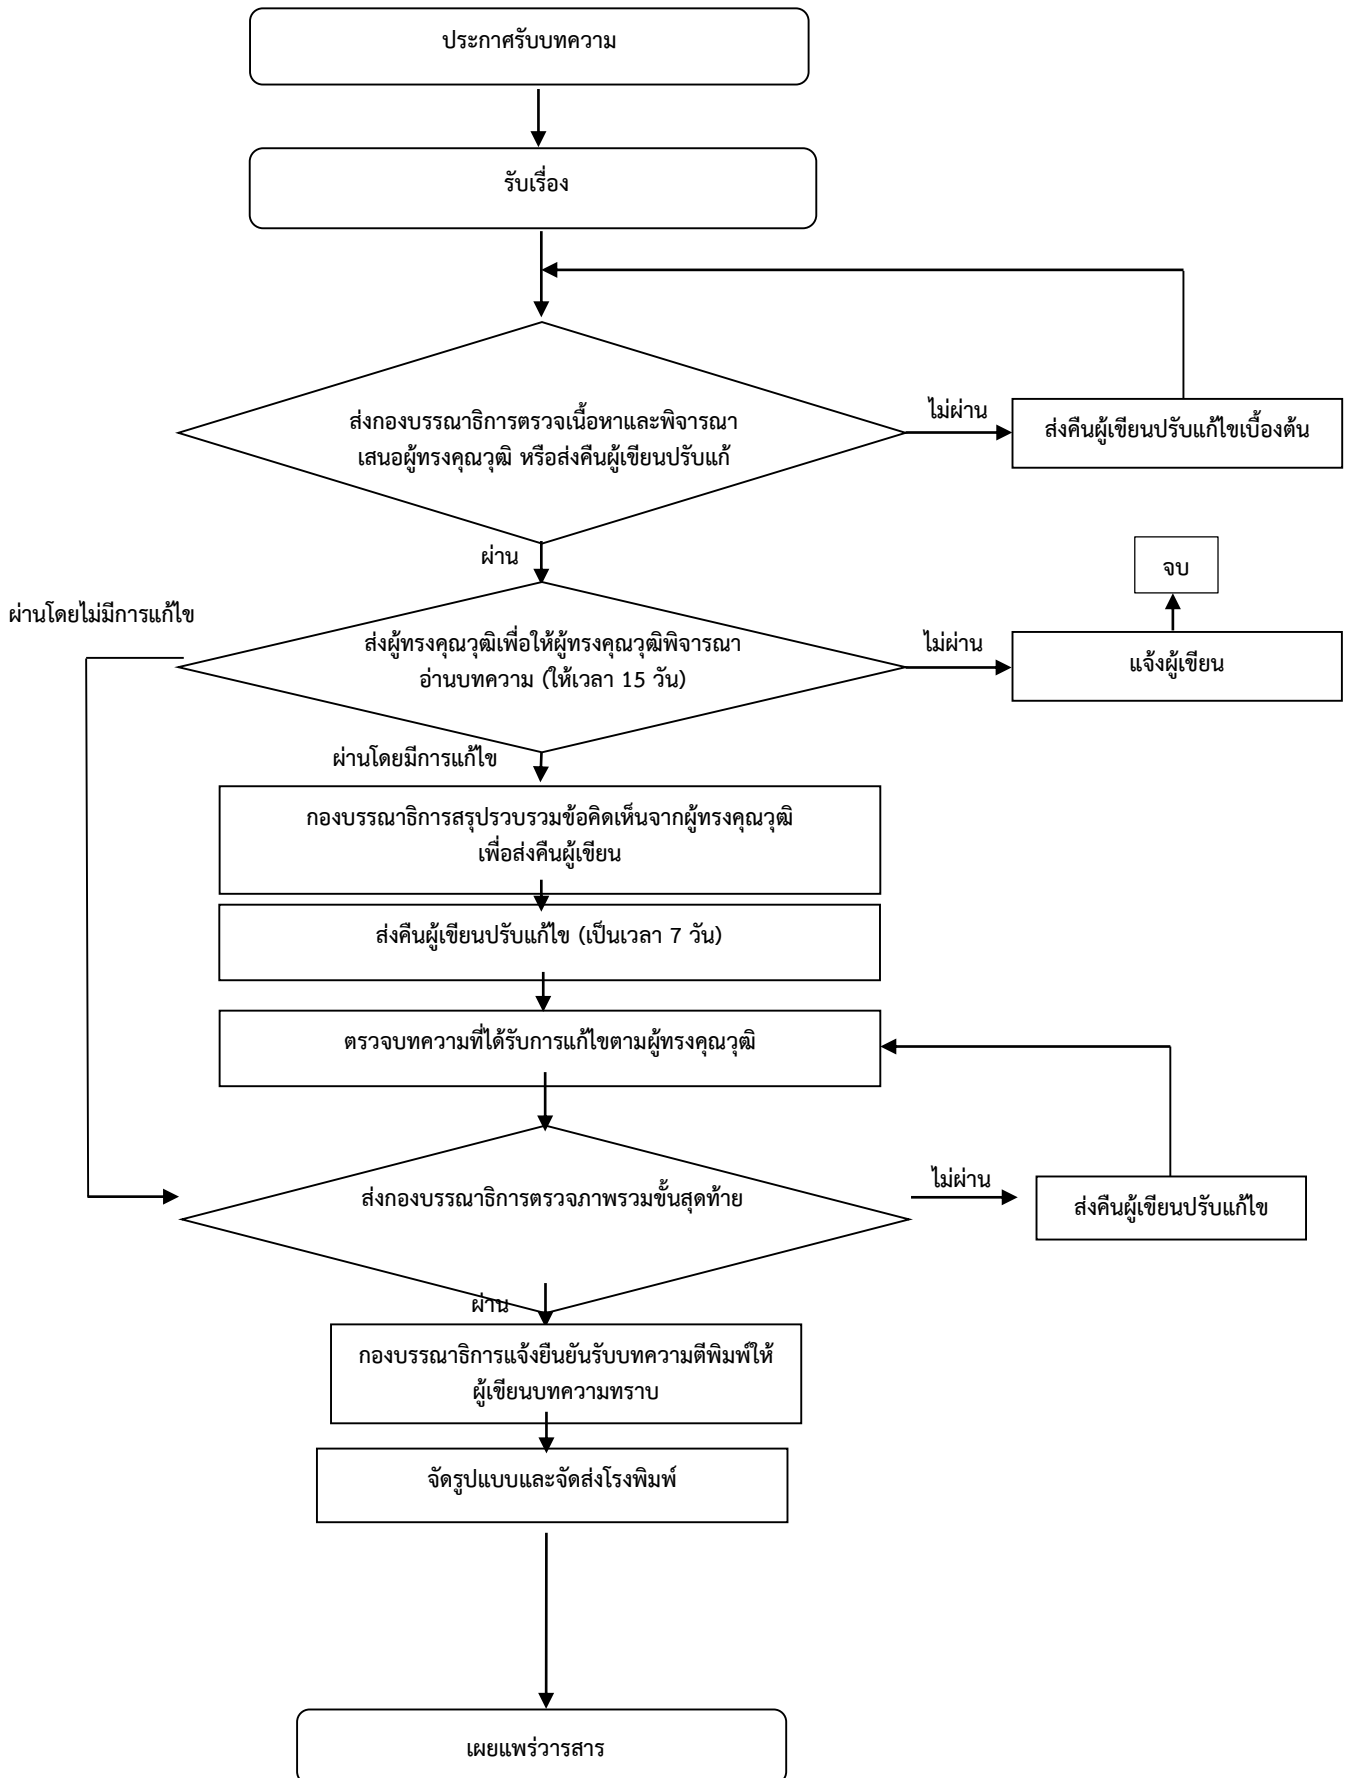 ประกาศรับบทความ
รับเรื่อง
ส่งกองบรรณาธิการตรวจเนื้อหาและพิจารณา
เสนอผู้ทรงคุณวุฒิ หรือส่งคืนผู้เขียนปรับแก้
ไม่ผ่าน
ส่งคืนผู้เขียนปรับแก้ไขเบื้องต้น
ผ่าน
จบ
ผ่านโดยไม่มีการแก้ไข
ส่งผู้ทรงคุณวุฒิเพื่อให้ผู้ทรงคุณวุฒิพิจารณา
อ่านบทความ (ให้เวลา 15 วัน)
ไม่ผ่าน
แจ้งผู้เขียน
ผ่านโดยมีการแก้ไข
กองบรรณาธิการสรุปรวบรวมข้อคิดเห็นจากผู้ทรงคุณวุฒิ
เพื่อส่งคืนผู้เขียน
ส่งคืนผู้เขียนปรับแก้ไข (เป็นเวลา 7 วัน)
ตรวจบทความที่ได้รับการแก้ไขตามผู้ทรงคุณวุฒิ
ส่งกองบรรณาธิการตรวจภาพรวมขั้นสุดท้าย
ไม่ผ่าน
ส่งคืนผู้เขียนปรับแก้ไข
ผ่าน
กองบรรณาธิการแจ้งยืนยันรับบทความตีพิมพ์ให้
ผู้เขียนบทความทราบ
จัดรูปแบบและจัดส่งโรงพิมพ์
เผยแพร่วารสาร